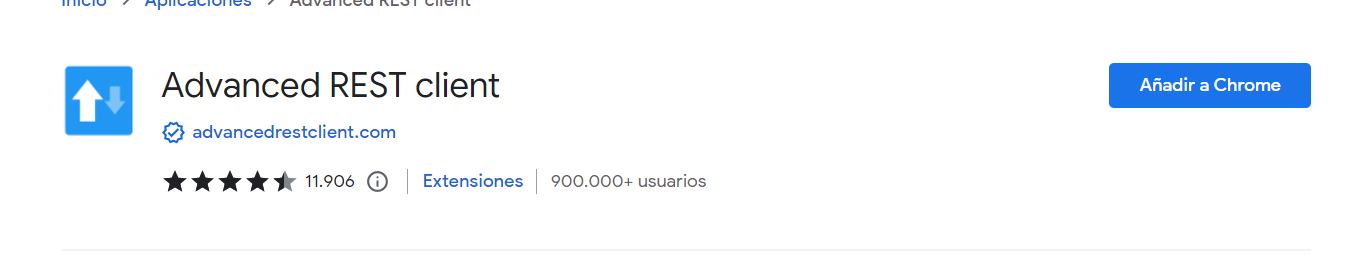 Inicio > Aplicaciones > Advanced REST client
Advanced REST client
Añadir a Chrome
advancedrestclient.com
11.906 Extensiones 900.000+ usuarios